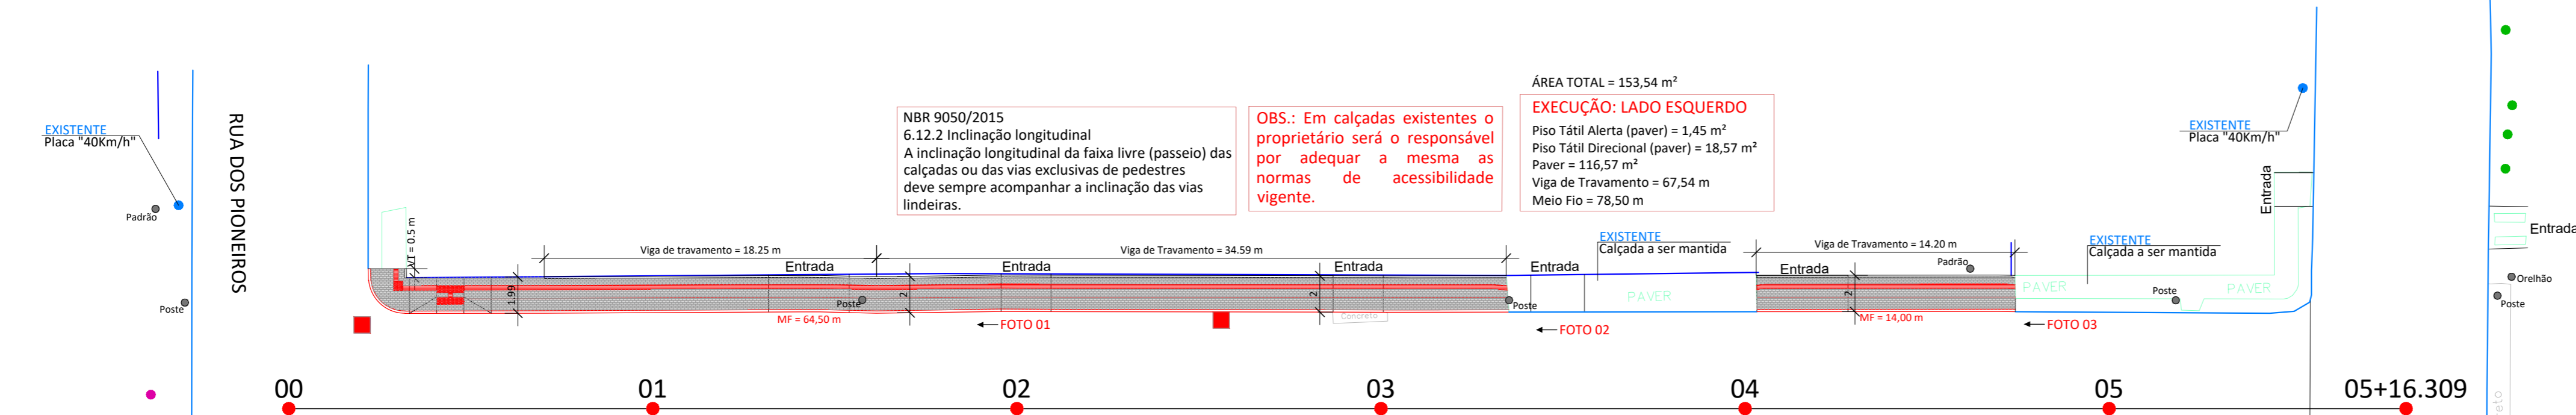 EXISTENTE
Placa "40Km/h"
Padrão
Poste
RUA DOS PIONEIROS
VT = 0.5 m
Viga de travamento = 18.25 m
Viga de Travamento = 34.59 m
NBR 9050/2015
6.12.2 Inclinação longitudinal
A inclinação longitudinal da faixa livre (passeio) das
calçadas ou das vias exclusivas de pedestres
deve sempre acompanhar a inclinação das vias
lindeiras.
OBS.: Em calçadas existentes o
proprietário será o responsável
por adequar a mesma as
normas de acessibilidade
vigente.
ÁREA TOTAL = 153,54 m²
EXECUÇÃO: LADO ESQUERDO
Piso Tátil Alerta (paver) = 1,45 m²
Piso Tátil Direcional (paver) = 18,57 m²
Paver = 116,57 m²
Viga de Travamento = 67,54 m
Meio Fio = 78,50 m
EXISTENTE
Calçada a ser mantida
Viga de Travamento = 14.20 m
EXISTENTE
Calçada a ser mantida
EXISTENTE
Placa "40Km/h"
Entrada
Entrada
Entrada
Entrada
Entrada
Entrada
Padrão
Entrada
Orelhão
Poste
1.99
Poste
2
2
Concreto
Poste
PAVER
2
PAVER
Poste
PAVER
MF = 64,50 m
FOTO 01
FOTO 02
MF = 14,00 m
FOTO 03
00
01
02
03
04
05
05+16.309